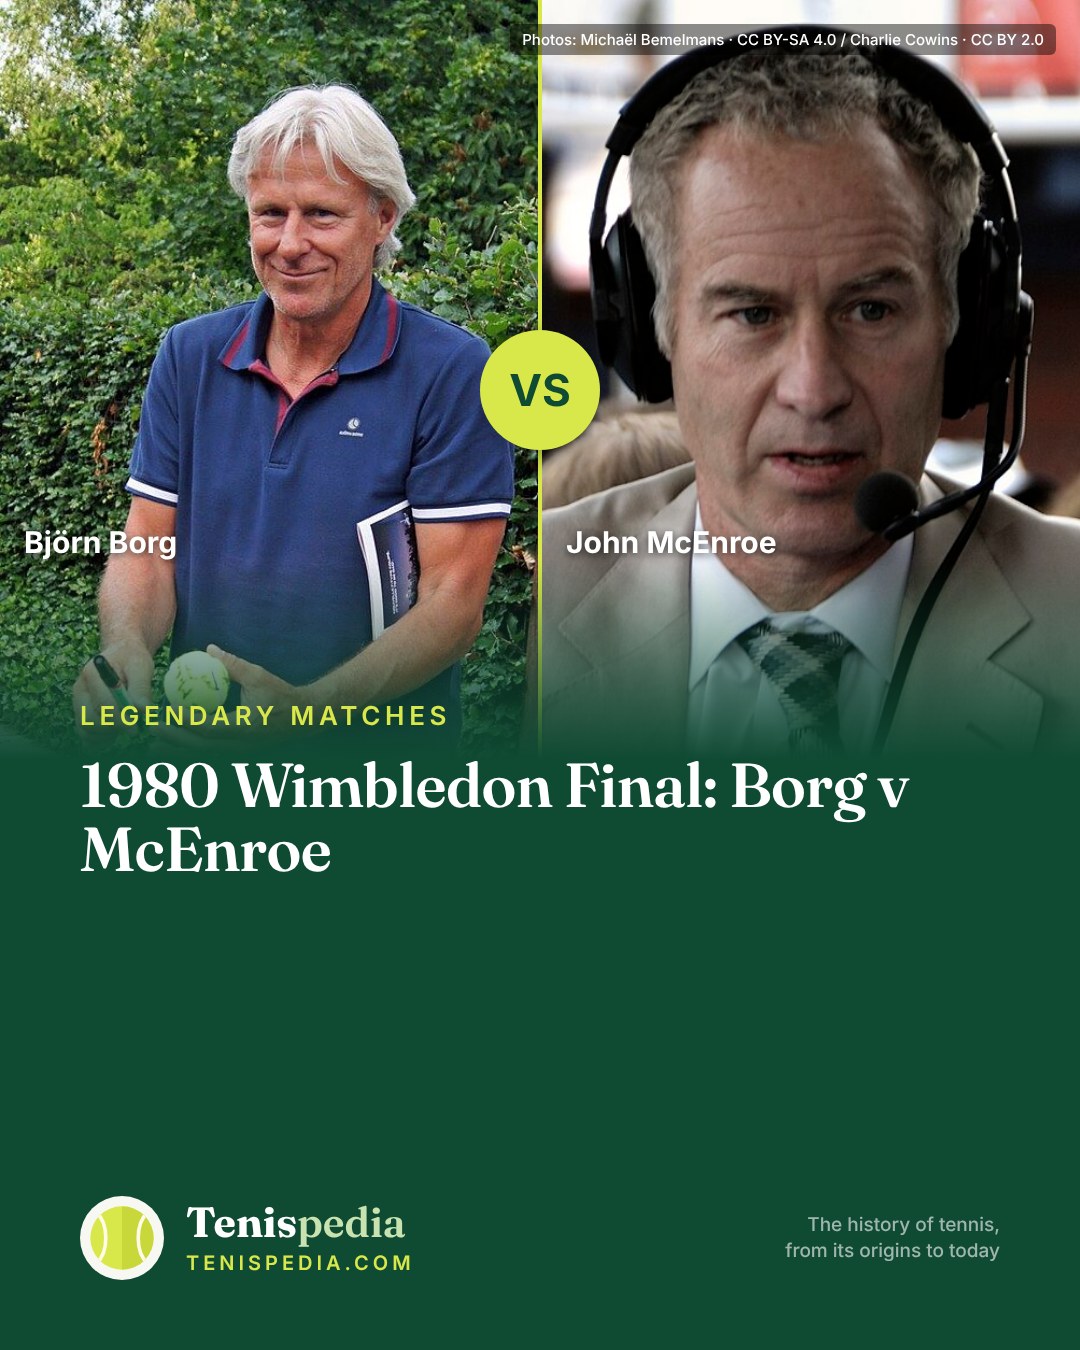 Photos: Michaël Bemelmans · CC BY-SA 4.0 / Charlie Cowins · CC BY 2.0
VS
Björn Borg
John McEnroe
LEGENDARY MATCHES
1980 Wimbledon Final: Borg v
McEnroe
Tenispedia
TENISPEDIA.COM
The history of tennis,
from its origins to today